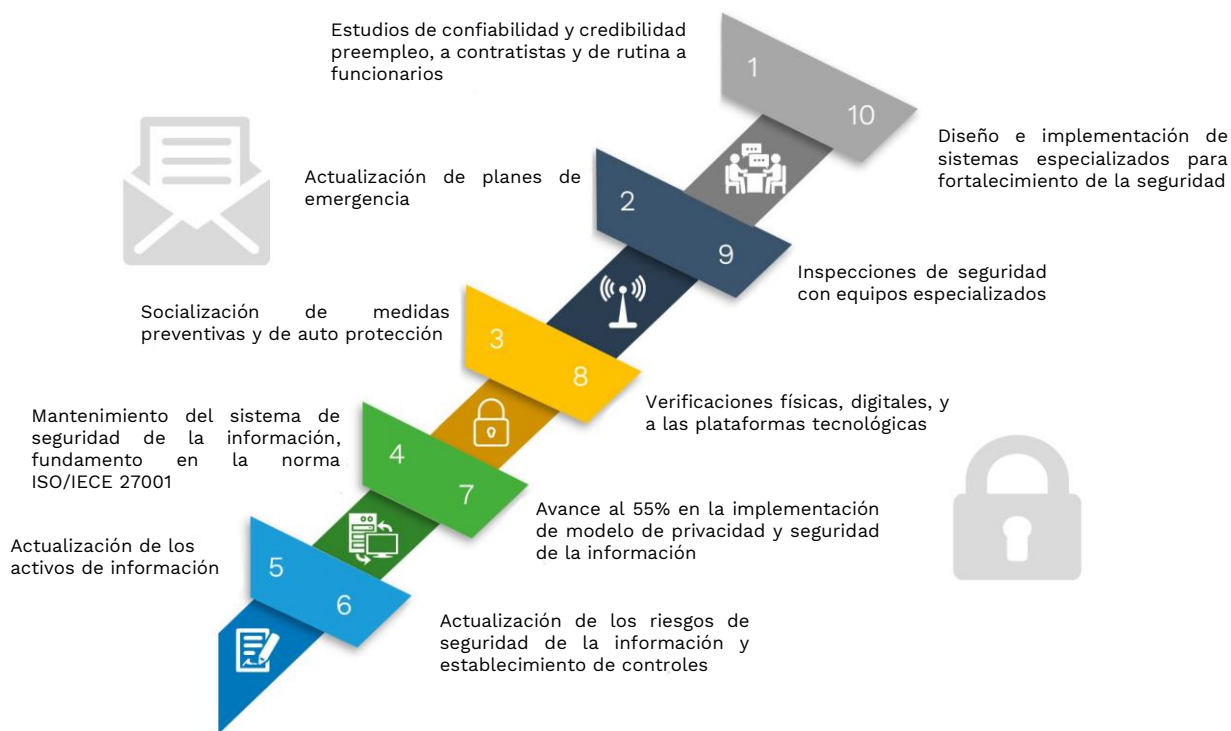 Estudios de confiabilidad y credibilidad
preempleo, a contratistas y de rutina a
funcionarios
1
10
Diseño e implementación de
sistemas especializados para
fortalecimiento de la seguridad
Actualización de planes de
emergencia
2
9
Inspecciones de seguridad
con equipos especializados
Socialización de medidas
preventivas y de auto protección
3
8
Verificaciones físicas, digitales, y
a las plataformas tecnológicas
Mantenimiento del sistema de
seguridad de la información,
fundamento en la norma
ISO/IECE 27001
4
7
Avance al 55% en la implementación
de modelo de privacidad y seguridad
de la información
Actualización de los
activos de información
5
6
Actualización de los riesgos de
seguridad de la información y
establecimiento de controles